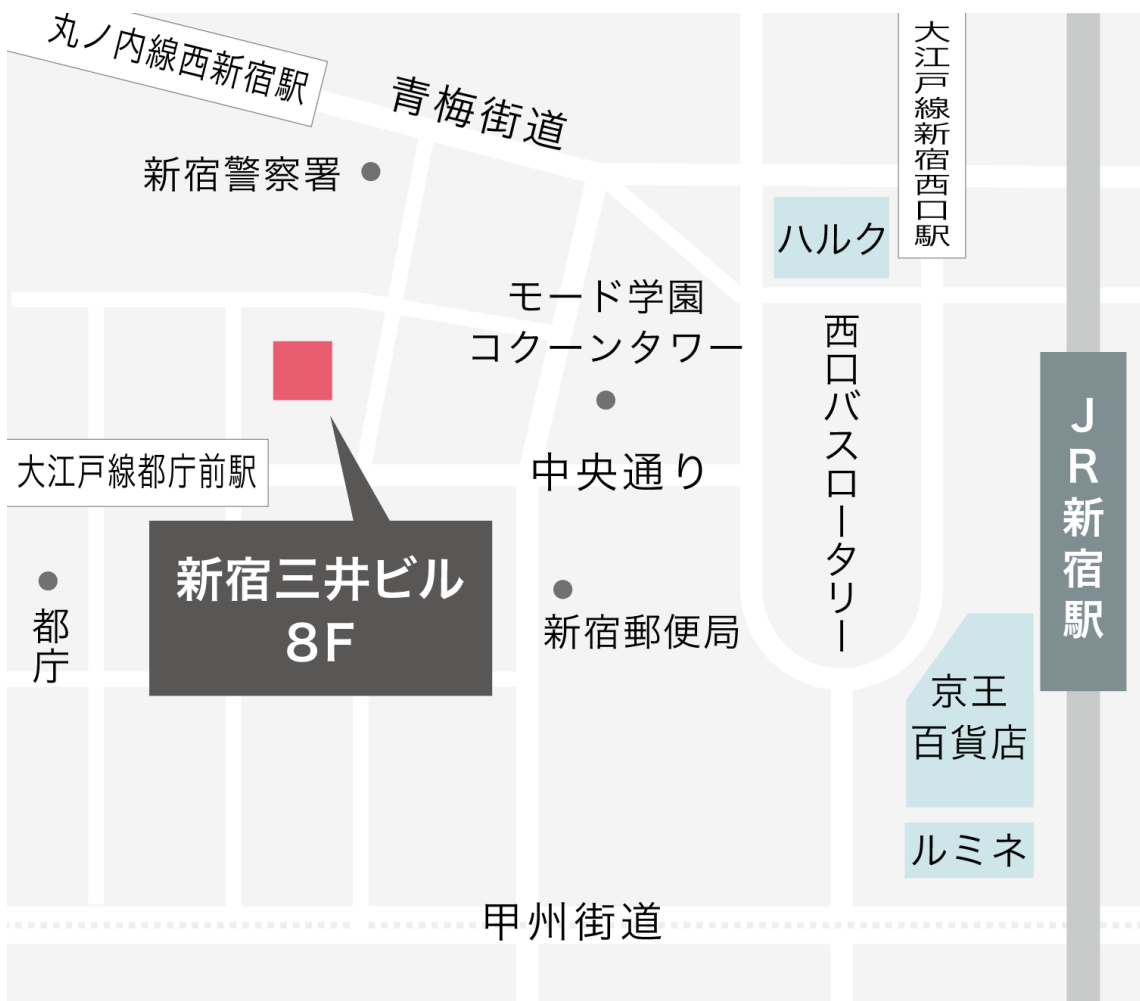 丸ノ内線西新宿駅
青梅街道
大江戸線新宿西口駅
新宿警察署
ハルク
モード学園
コクーンタワー
西口バスロータリー
JR新宿駅
大江戸線都庁前駅
中央通り
新宿三井ビル
8F
都庁
新宿郵便局
京王
百貨店
ルミネ
甲州街道